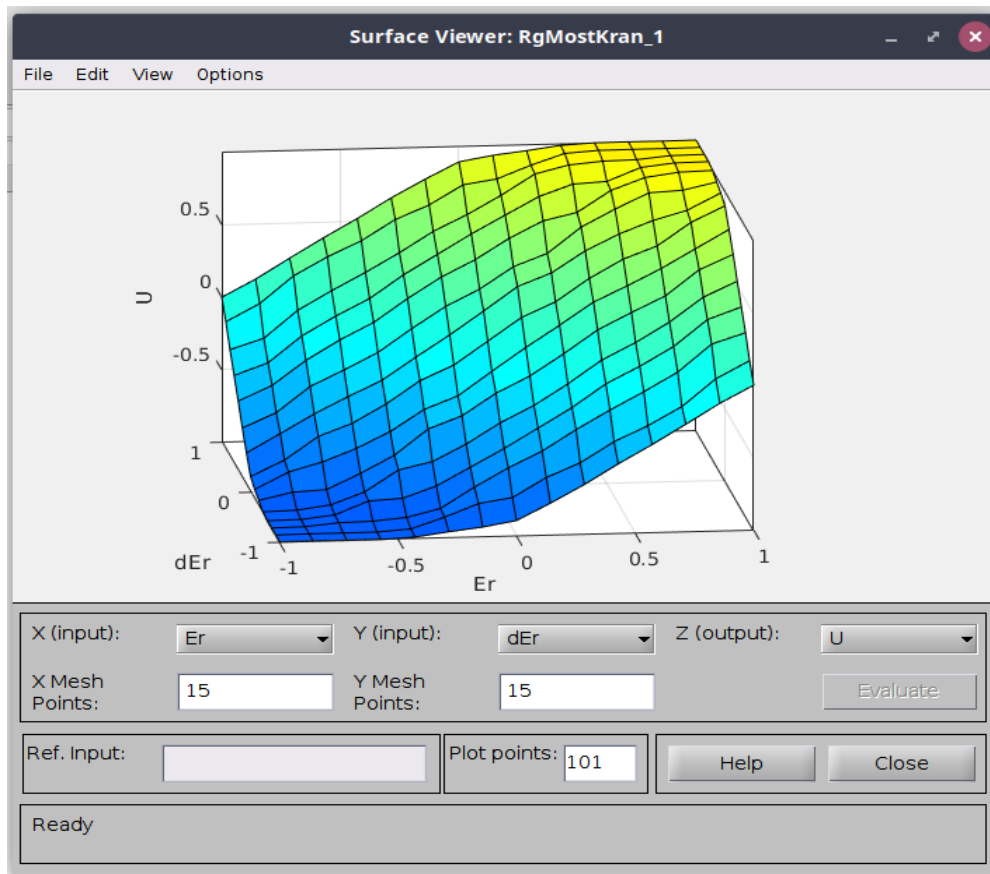 Surface Viewer: RgMostKran_1
File Edit View Options
0.5
0
-0.5
U
1
0
-1
dEr
-1
-0.5
0
0.5
1
Er
X (input): Er Y (input): dEr Z (output): U
X Mesh Points: 15 Y Mesh Points: 15 Evaluate
Ref. Input: Plot points: 101 Help Close
Ready